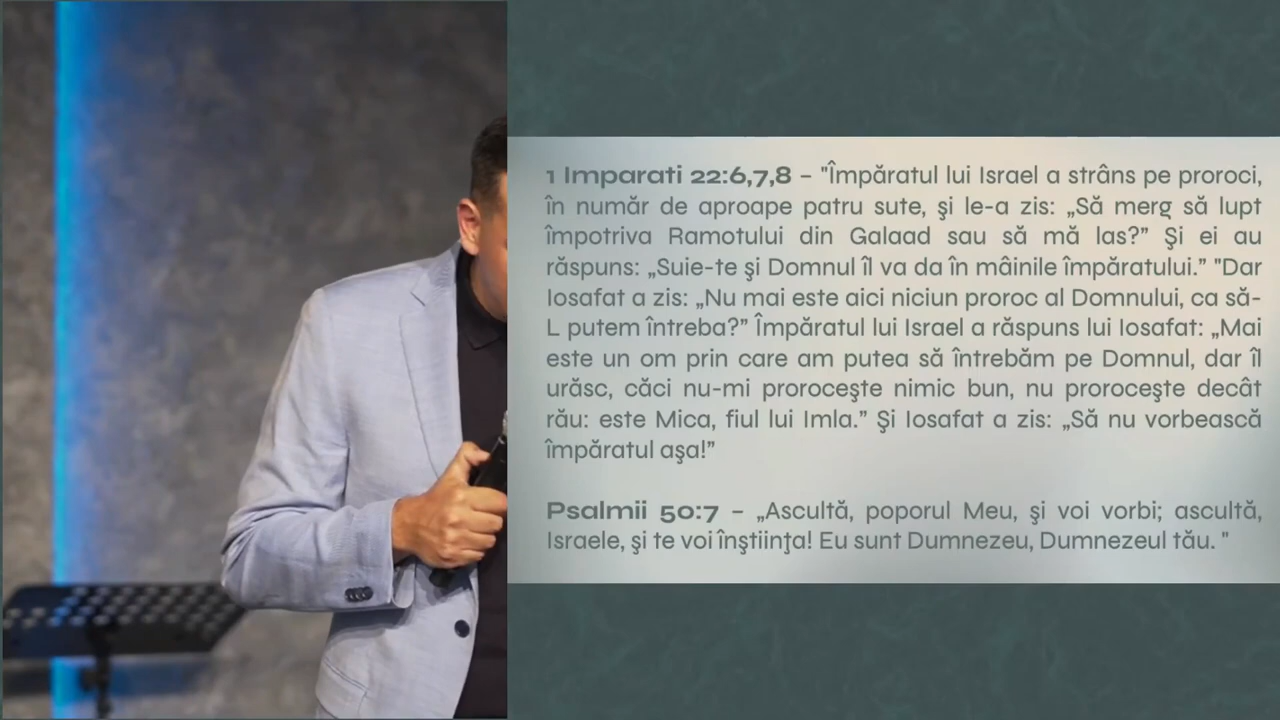 1 Imparati 22:6,7,8 – "Împăratul lui Israel a strâns pe proroci,
în număr de aproape patru sute, şi le-a zis: „Să merg să lupt
împotriva Ramotului din Galaad sau să mă las?” Şi ei au
răspuns: „Suie-te şi Domnul îl va da în mâinile împăratului.” "Dar
Iosafat a zis: „Nu mai este aici niciun proroc al Domnului, ca să-
L putem întreba?” Împăratul lui Israel a răspuns lui Iosafat: „Mai
este un om prin care am putea să întrebăm pe Domnul, dar îl
urăsc, căci nu-mi proroceşte nimic bun, nu proroceşte decât
rău: este Mica, fiul lui Imla.” Şi Iosafat a zis: „Să nu vorbească
împăratul aşa!”
Psalmii 50:7 – „Ascultă, poporul Meu, şi voi vorbi; ascultă,
Israele, şi te voi înştiinţa! Eu sunt Dumnezeu, Dumnezeul tău. "